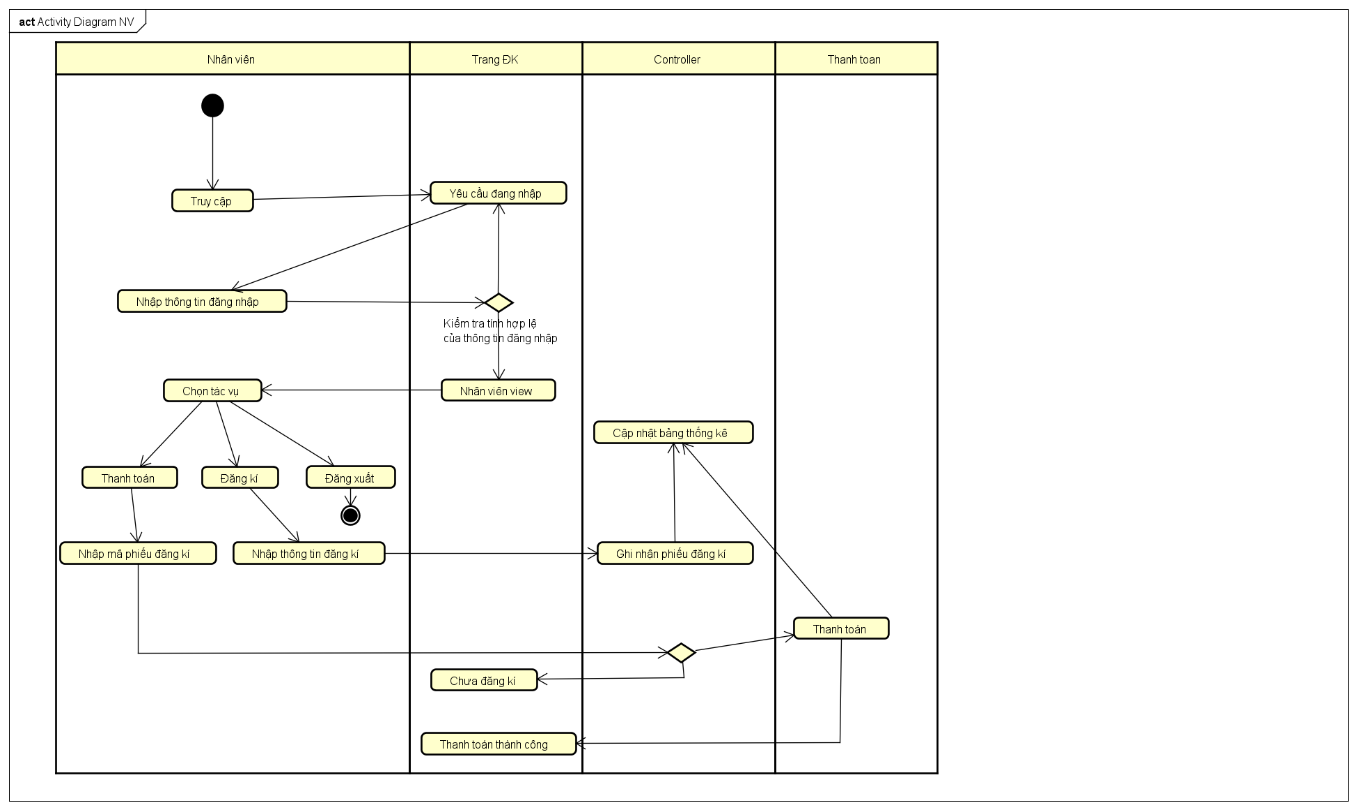 act Activity Diagram NV
Nhân viên
Trang ĐK
Controller
Thanh toan
Truy cập
Yêu cầu đang nhập
Nhập thông tin đăng nhập
Kiểm tra tính hợp lệ
của thông tin đăng nhập
Chọn tác vụ
Nhân viên view
Cập nhật bảng thống kê
Thanh toán
Đăng kí
Đăng xuất
Nhập mã phiếu đăng kí
Nhập thông tin đăng kí
Ghi nhận phiếu đăng kí
Thanh toán
Chưa đăng kí
Thanh toán thành công